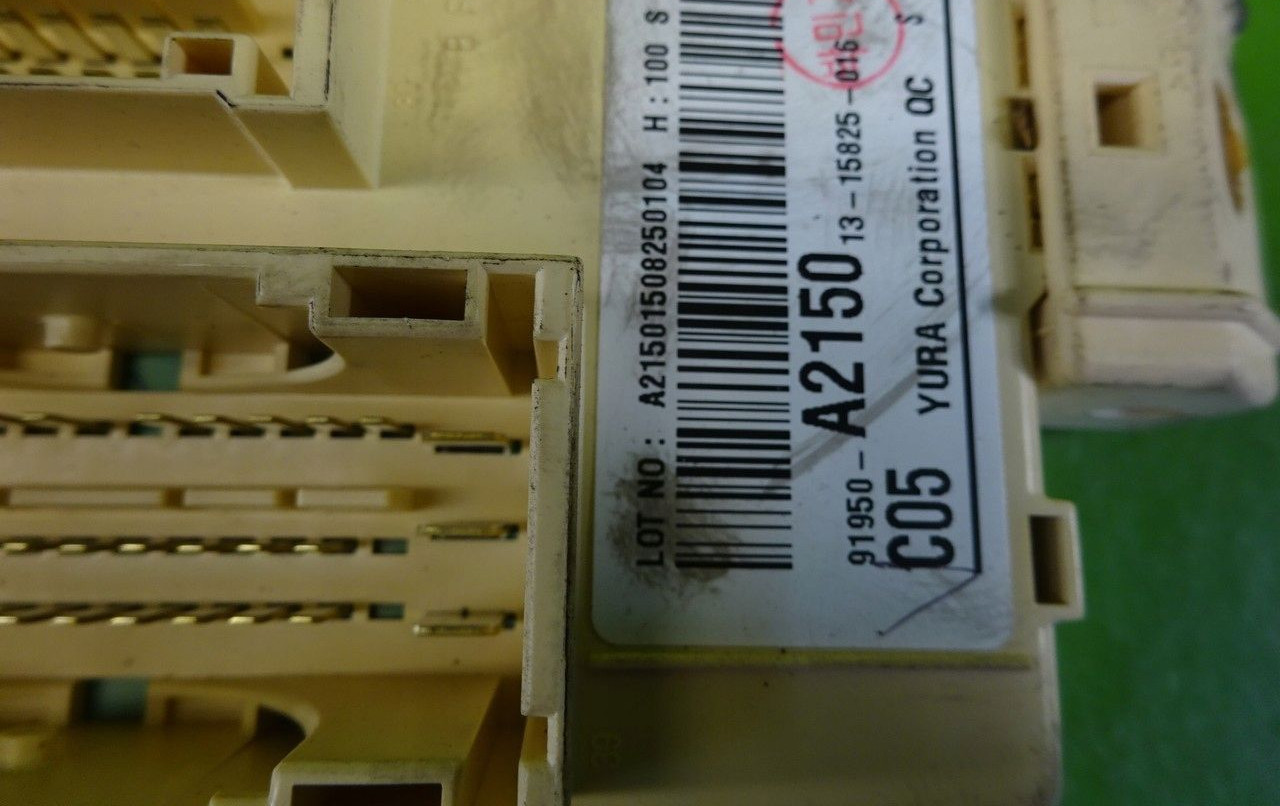 LOT NO : A21501508250104 H : 100 S
91950 - A2150 13-15825-016 $
C05 YURA Corporation QC